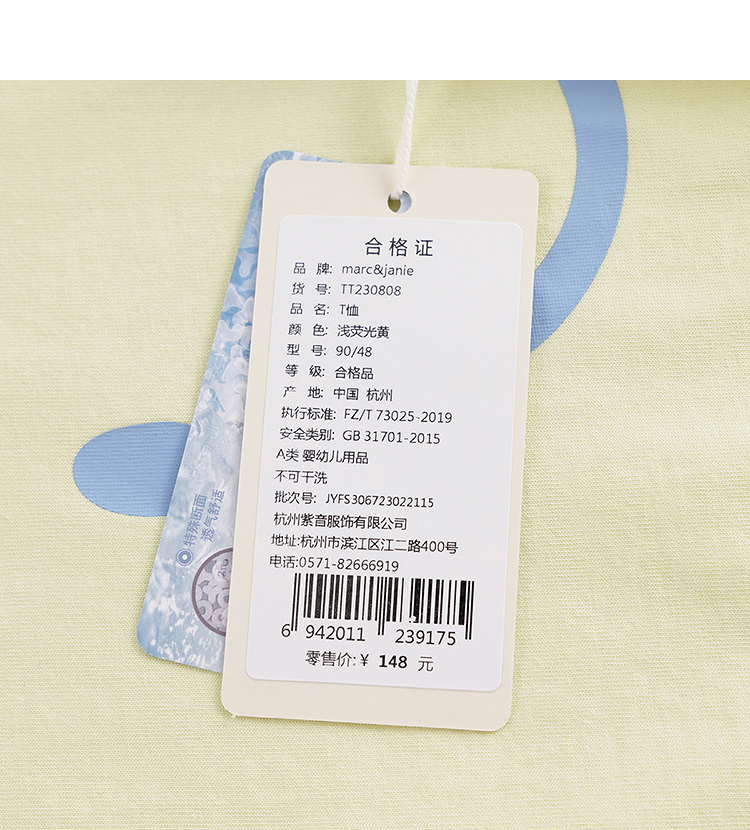 合格证
品 牌: marc&janie
货 号: TT230808
品 名: T恤
颜 色: 浅荧光黄
型 号: 90/48
等 级: 合格品
产 地: 中国 杭州
执行标准: FZ/T 73025-2019
安全类别: GB 31701-2015
A类 婴幼儿用品
不可干洗
批次号: JYFS306723022115
杭州紫音服饰有限公司
地址:杭州市滨江区江二路400号
电话:0571-82666919
6 942011 239175
零售价:¥ 148 元
特殊断面
透气舒适